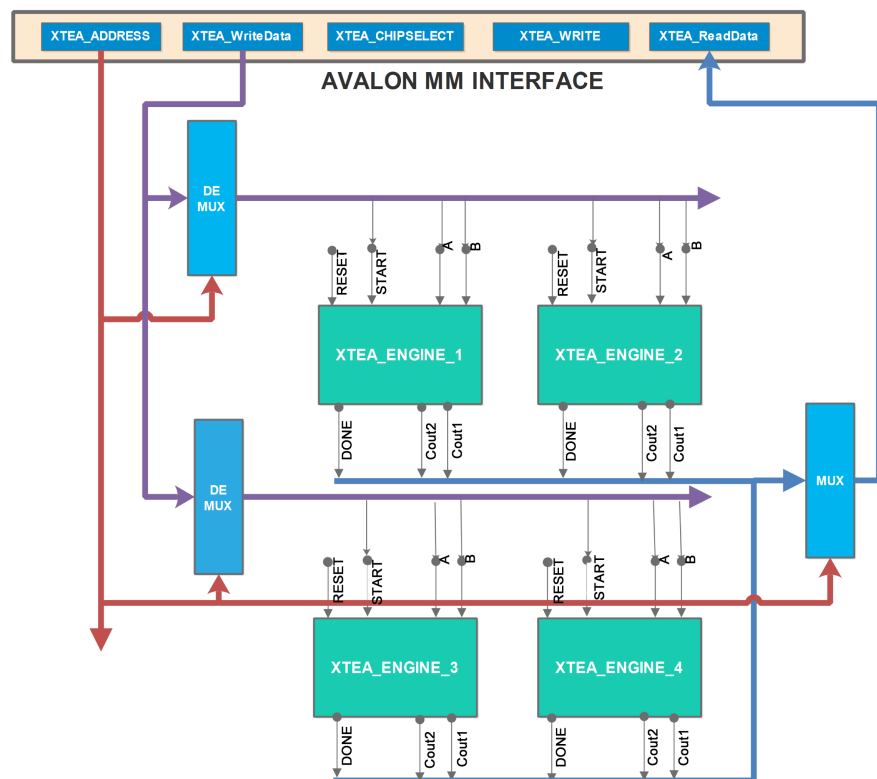 XTEA_ADDRESS
XTEA_WriteData
XTEA_CHIPSELECT
XTEA_WRITE
XTEA_ReadData
AVALON MM INTERFACE
DE
MUX
RESET
START
A
B
RESET
START
A
B
XTEA_ENGINE_1
XTEA_ENGINE_2
DONE
Cout2
Cout1
DONE
Cout2
Cout1
DE
MUX
MUX
RESET
START
A
B
RESET
START
A
B
XTEA_ENGINE_3
XTEA_ENGINE_4
DONE
Cout2
Cout1
DONE
Cout2
Cout1